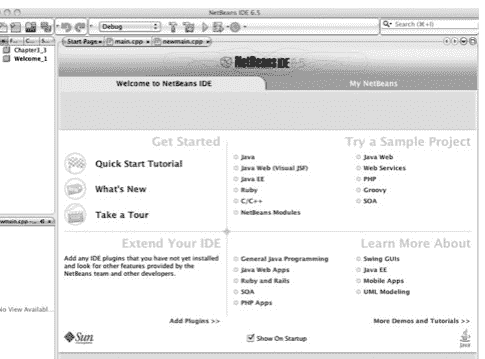 NetBeans IDE 6.5
Debug
Search (⌘+I)
F... C... S...
Start Page main.cpp newmain.cpp
Chapter3_1
Welcome_1
NetBeans IDE 6.5
Welcome to NetBeans IDE
My NetBeans
Get Started
Quick Start Tutorial
What's New
Take a Tour
Try a Sample Project
Java
Java Web (Visual JSF)
Java EE
Ruby
C/C++
NetBeans Modules
Java Web
Web Services
PHP
Groovy
SOA
newmain.cpp -...
No View Availabl...
Extend Your IDE
Add any IDE plugins that you have not yet installed
and look for other features provided by the
NetBeans team and other developers.
Add Plugins >>
Learn More About
General Java Programming
Java Web Apps
Ruby and Rails
SOA
PHP Apps
Swing GUIs
Java EE
Mobile Apps
UML Modeling
More Demos and Tutorials >>
Sun
Show On Startup
Java